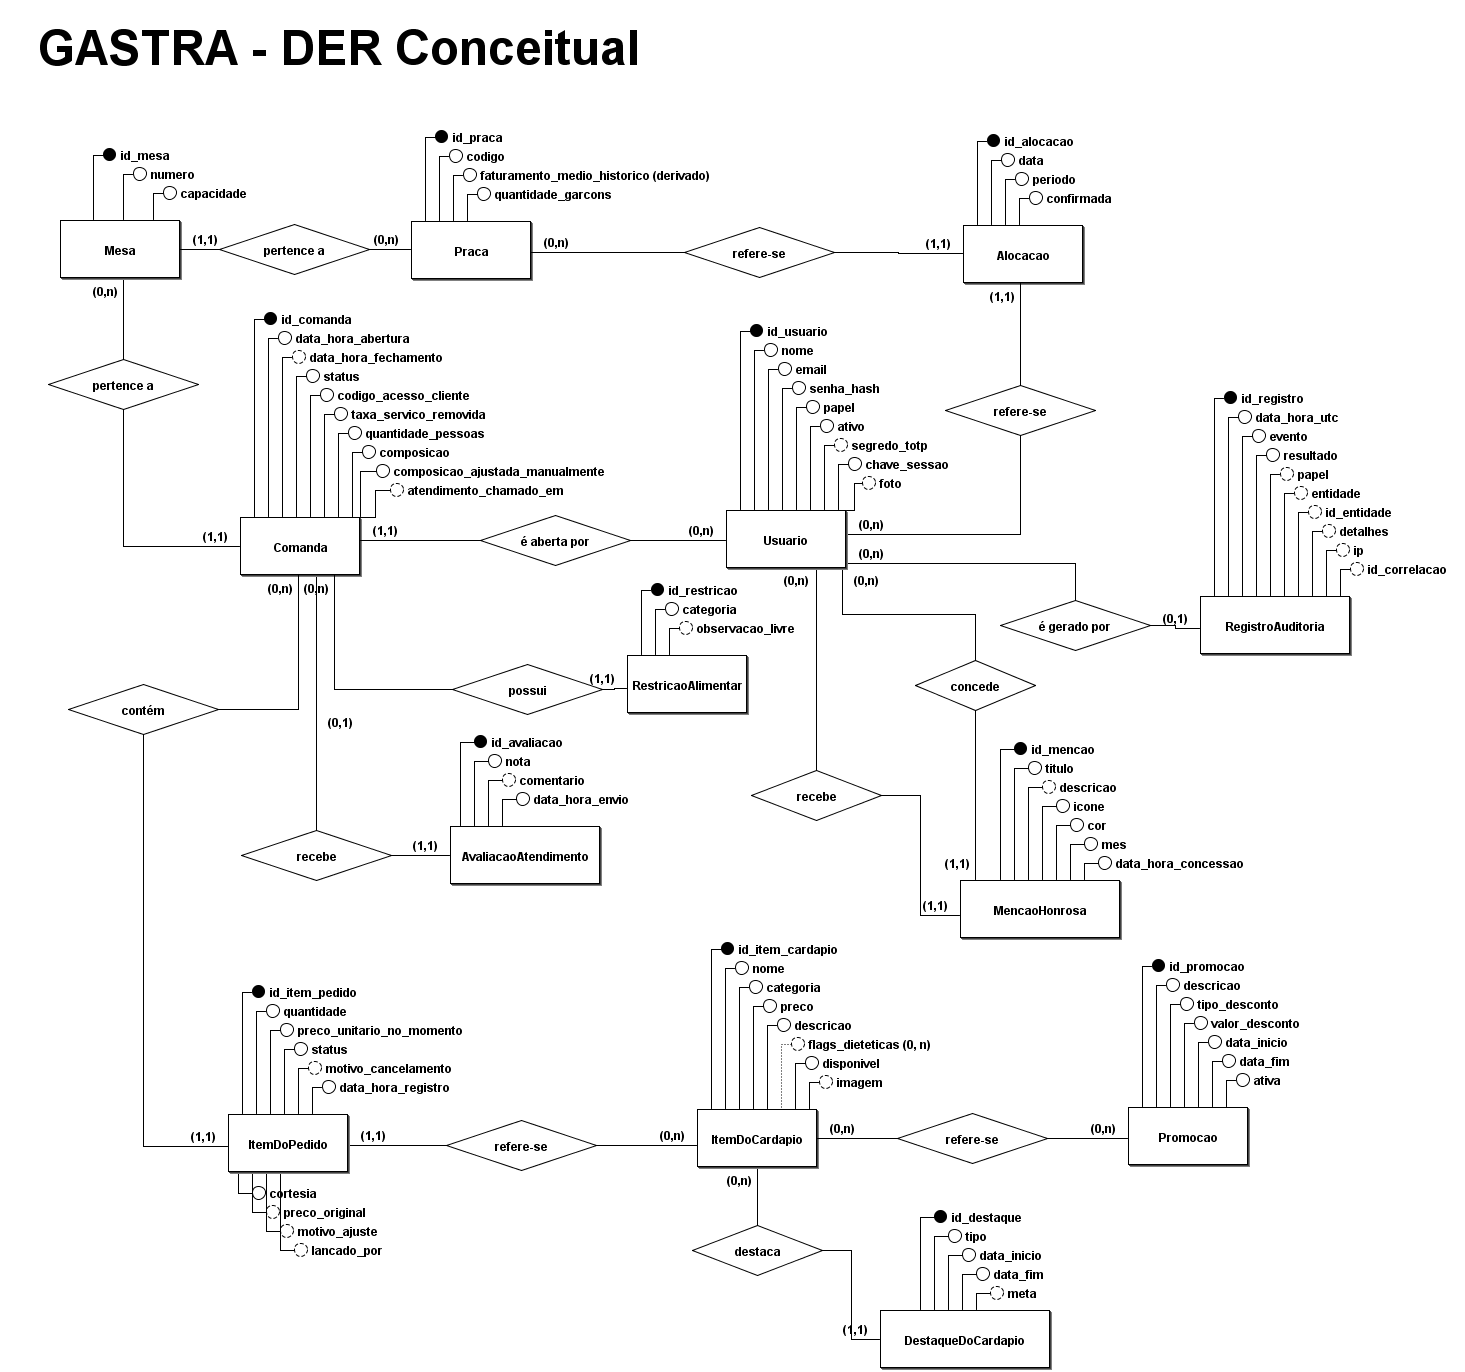 GASTRA - DER Conceitual
id_mesa
numero
capacidade
Mesa
(1,1)
pertence a
(0,n)
id_praca
codigo
faturamento_medio_historico (derivado)
quantidade_garcons
Praca
(0,n)
refere-se
(1,1)
id_alocacao
data
periodo
confirmada
Alocacao
(1,1)
refere-se
(0,n)
(0,n)
pertence a
(1,1)
id_comanda
data_hora_abertura
data_hora_fechamento
status
codigo_acesso_cliente
taxa_servico_removida
quantidade_pessoas
composicao
composicao_ajustada_manualmente
atendimento_chamado_em
Comanda
(1,1)
é aberta por
(0,n)
id_usuario
nome
email
senha_hash
papel
ativo
segredo_totp
chave_sessao
foto
Usuario
(0,n)
(0,n)
(0,n)
é gerado por
(0,1)
id_registro
data_hora_utc
evento
resultado
papel
entidade
id_entidade
detalhes
ip
id_correlacao
RegistroAuditoria
(0,n)
(0,n)
id_restricao
categoria
observacao_livre
RestricaoAlimentar
possui
(1,1)
contém
(0,1)
concede
id_avaliacao
nota
comentario
data_hora_envio
AvaliacaoAtendimento
recebe
(1,1)
recebe
id_mencao
titulo
descricao
icone
cor
mes
data_hora_concessao
(1,1)
(1,1)
MencaoHonrosa
id_item_pedido
quantidade
preco_unitario_no_momento
status
motivo_cancelamento
data_hora_registro
(1,1)
ItemDoPedido
cortesia
preco_original
motivo_ajuste
lancado_por
(1,1)
refere-se
(0,n)
id_item_cardapio
nome
categoria
preco
descricao
flags_dieteticas (0, n)
disponivel
imagem
ItemDoCardapio
(0,n)
refere-se
(0,n)
id_promocao
descricao
tipo_desconto
valor_desconto
data_inicio
data_fim
ativa
Promocao
(0,n)
destaca
(1,1)
id_destaque
tipo
data_inicio
data_fim
meta
DestaqueDoCardapio